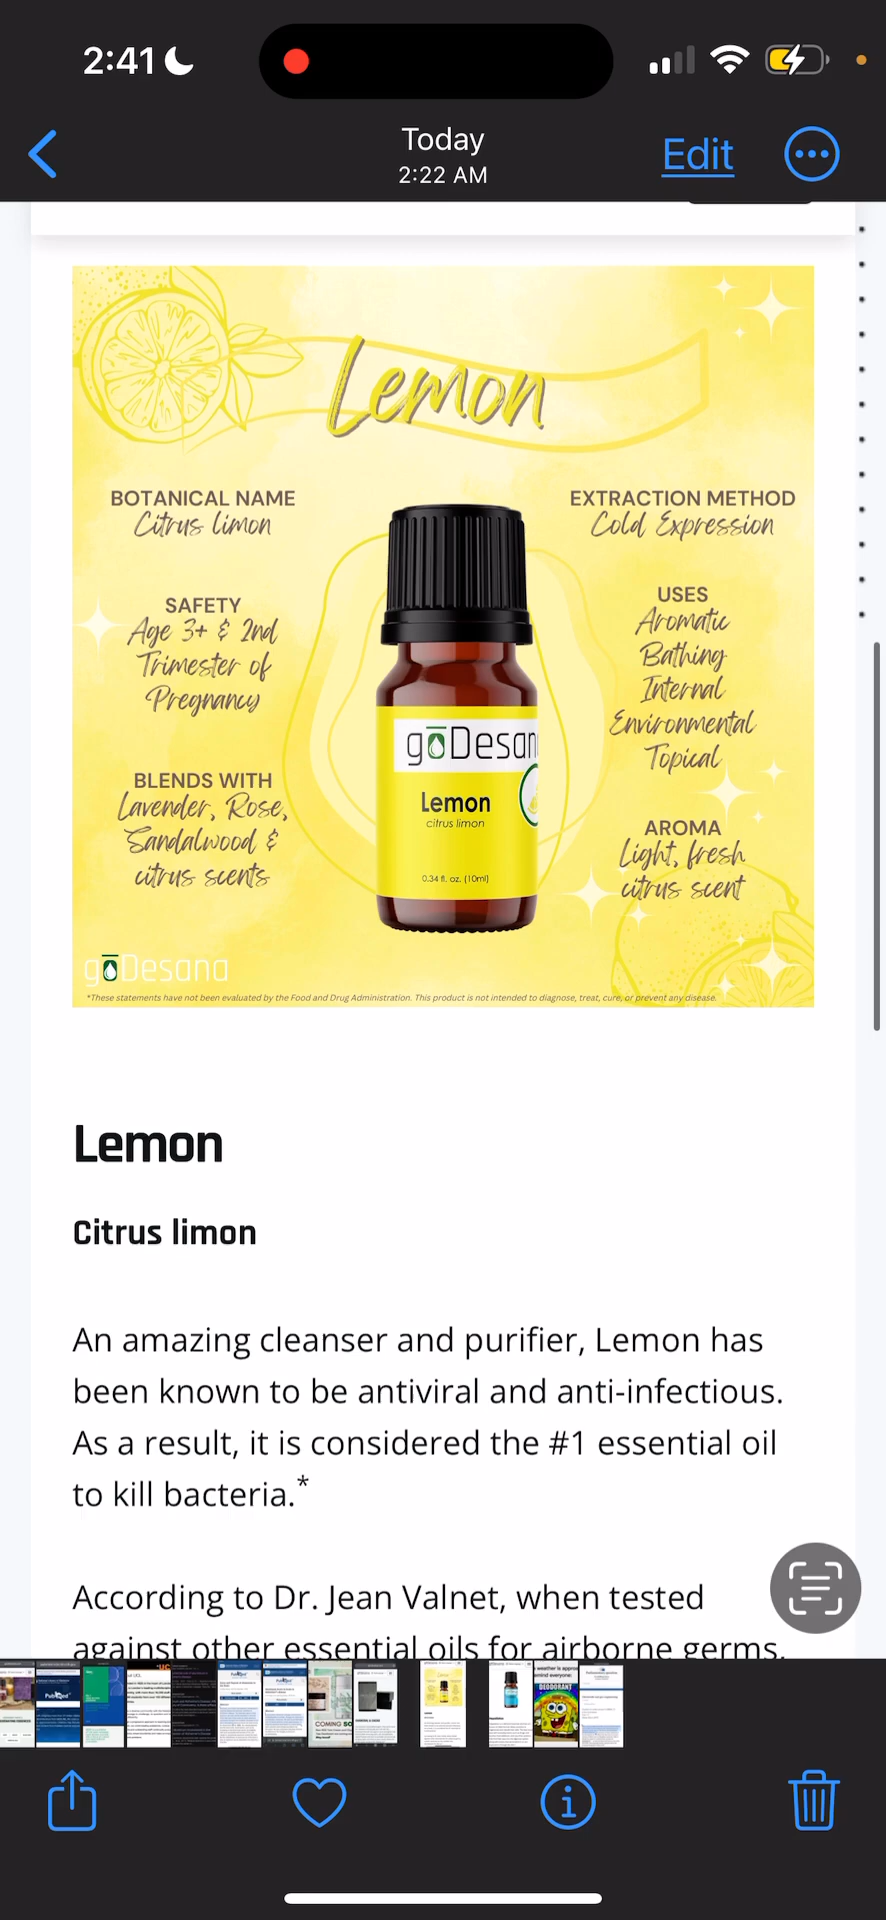 2:41
Today
2:22 AM
Edit
Lemon
BOTANICAL NAME
Citrus limon
SAFETY
Age 3+ & 2nd
Trimester of
Pregnancy
BLENDS WITH
Lavender, Rose,
Sandalwood &
citrus scents
EXTRACTION METHOD
Cold Expression
USES
Aromatic
Bathing
Internal
Environmental
Topical
AROMA
Light, fresh
citrus scent
gōDesan
Lemon
citrus limon
0.34 fl. oz. (10ml)
gōDesana
*These statements have not been evaluated by the Food and Drug Administration. This product is not intended to diagnose, treat, cure, or prevent any disease.
Lemon
Citrus limon
An amazing cleanser and purifier, Lemon has
been known to be antiviral and anti-infectious.
As a result, it is considered the #1 essential oil
to kill bacteria.*
According to Dr. Jean Valnet, when tested
against other essential oils for airborne germs,
PubMed
COMING SO
DEODORANT